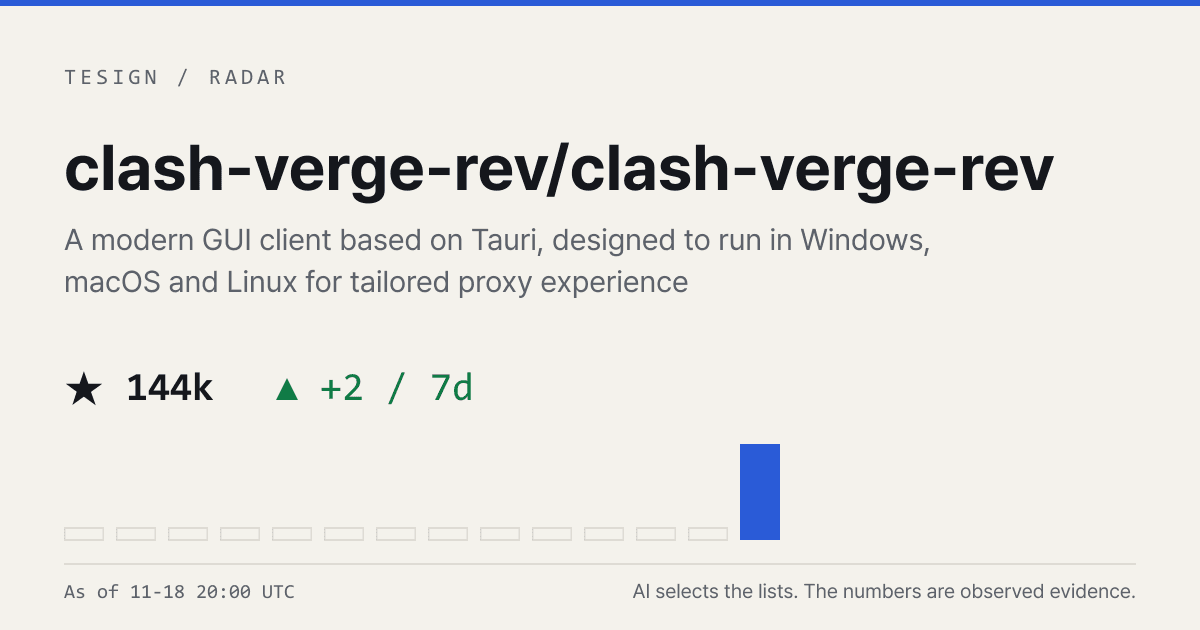 TESIGN / RADAR
clash-verge-rev/clash-verge-rev
A modern GUI client based on Tauri, designed to run in Windows,
macOS and Linux for tailored proxy experience
★ 144k ▲ +2 / 7d
As of 11-18 20:00 UTC
AI selects the lists. The numbers are observed evidence.